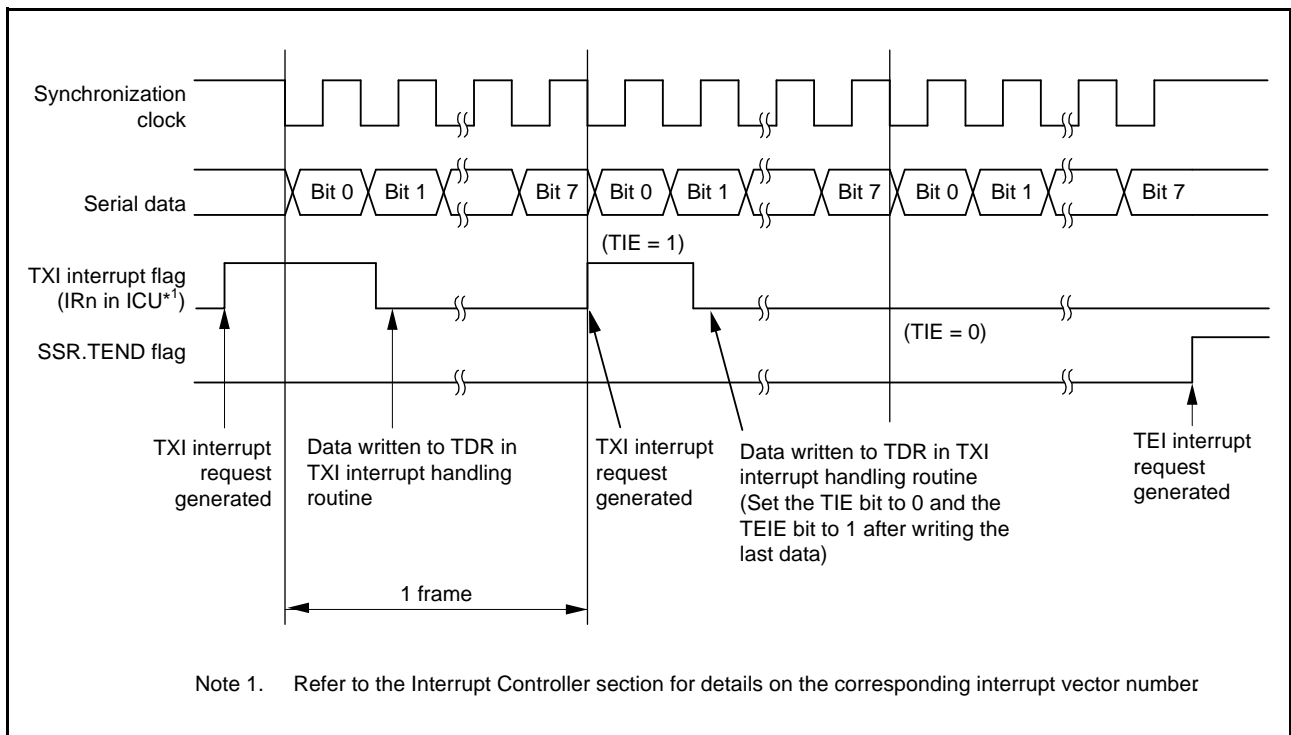 Synchronization
clock
Serial data
Bit 0 Bit 1 Bit 7 Bit 0 Bit 1 Bit 7 Bit 0 Bit 1 Bit 7
(TIE = 1)
TXI interrupt flag
(IRn in ICU*1)
(TIE = 0)
SSR.TEND flag
TXI interrupt
request
generated
Data written to TDR in
TXI interrupt handling
routine
TXI interrupt
request
generated
Data written to TDR in TXI
interrupt handling routine
(Set the TIE bit to 0 and the
TEIE bit to 1 after writing the
last data)
TEI interrupt
request
generated
1 frame
Note 1. Refer to the Interrupt Controller section for details on the corresponding interrupt vector number.